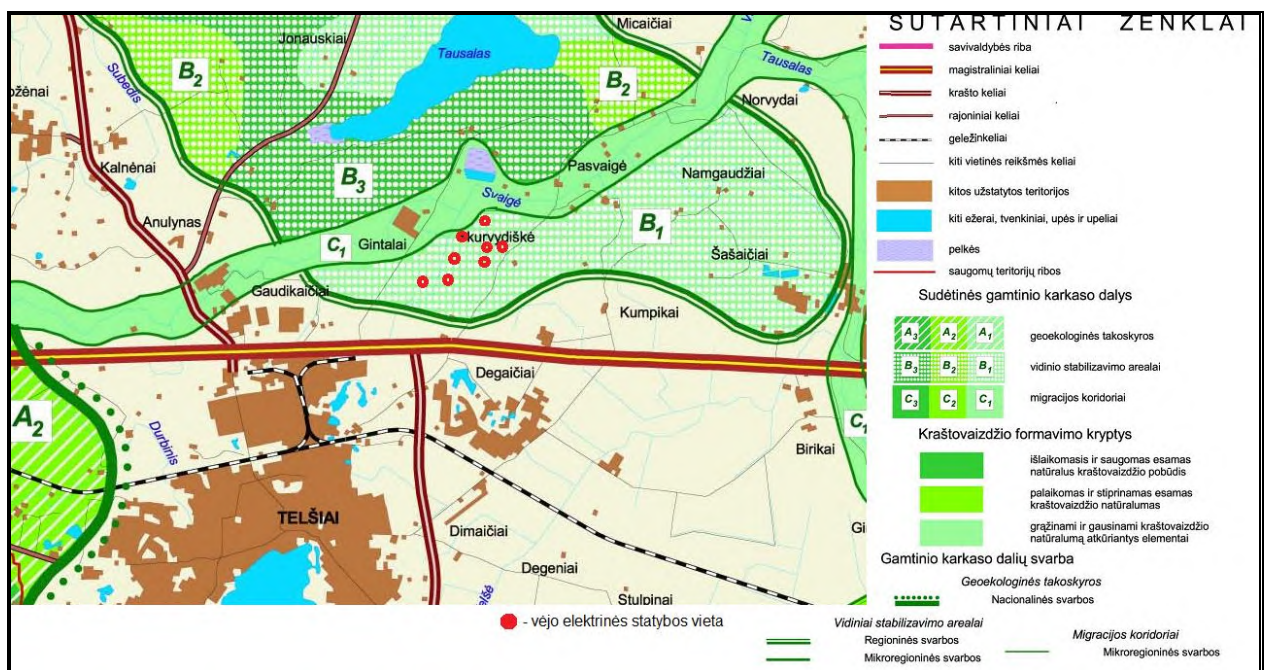 Micaičiai
Jonauskiai
Tausalas
Tausalas
Subedis
B2
B2
Norvydai
Kalnėnai
Pasvaigė
B3
Namgaudžiai
Svaigė
Anulynas
B1
C1
Gintalai
kurvydiškė
Šašaičiai
Gaudikaičiai
Kumpikai
Degaičiai
A2
C1
Durbinis
Birikai
TELŠIAI
Dimaičiai
Degeniai
Stulpinai
- vėjo elektrinės statybos vieta
SUTARTINIAI ZENKLAI
savivaldybės riba
magistraliniai keliai
krašto keliai
rajoniniai keliai
geležinkeliai
kiti vietinės reikšmės keliai
kitos užstatytos teritorijos
kiti ežerai, tvenkiniai, upės ir upeliai
pelkės
saugomų teritorijų ribos
Sudėtinės gamtinio karkaso dalys
A3 A2 A1 geoekologinės takoskyros
B3 B2 B1 vidinio stabilizavimo arealai
C3 C2 C1 migracijos koridoriai
Kraštovaizdžio formavimo kryptys
išlaikomasis ir saugomas esamas
natūralus kraštovaizdžio pobūdis
palaikomas ir stiprinamas esamas
kraštovaizdžio natūralumas
grąžinami ir gausinami kraštovaizdžio
natūralumą atkūriantys elementai
Gamtinio karkaso dalių svarba
Geoekologinės takoskyros
Nacionalinės svarbos
Vidiniai stabilizavimo arealai
Regioninės svarbos
Mikroregioninės svarbos
Migracijos koridoriai
Mikroregioninės svarbos